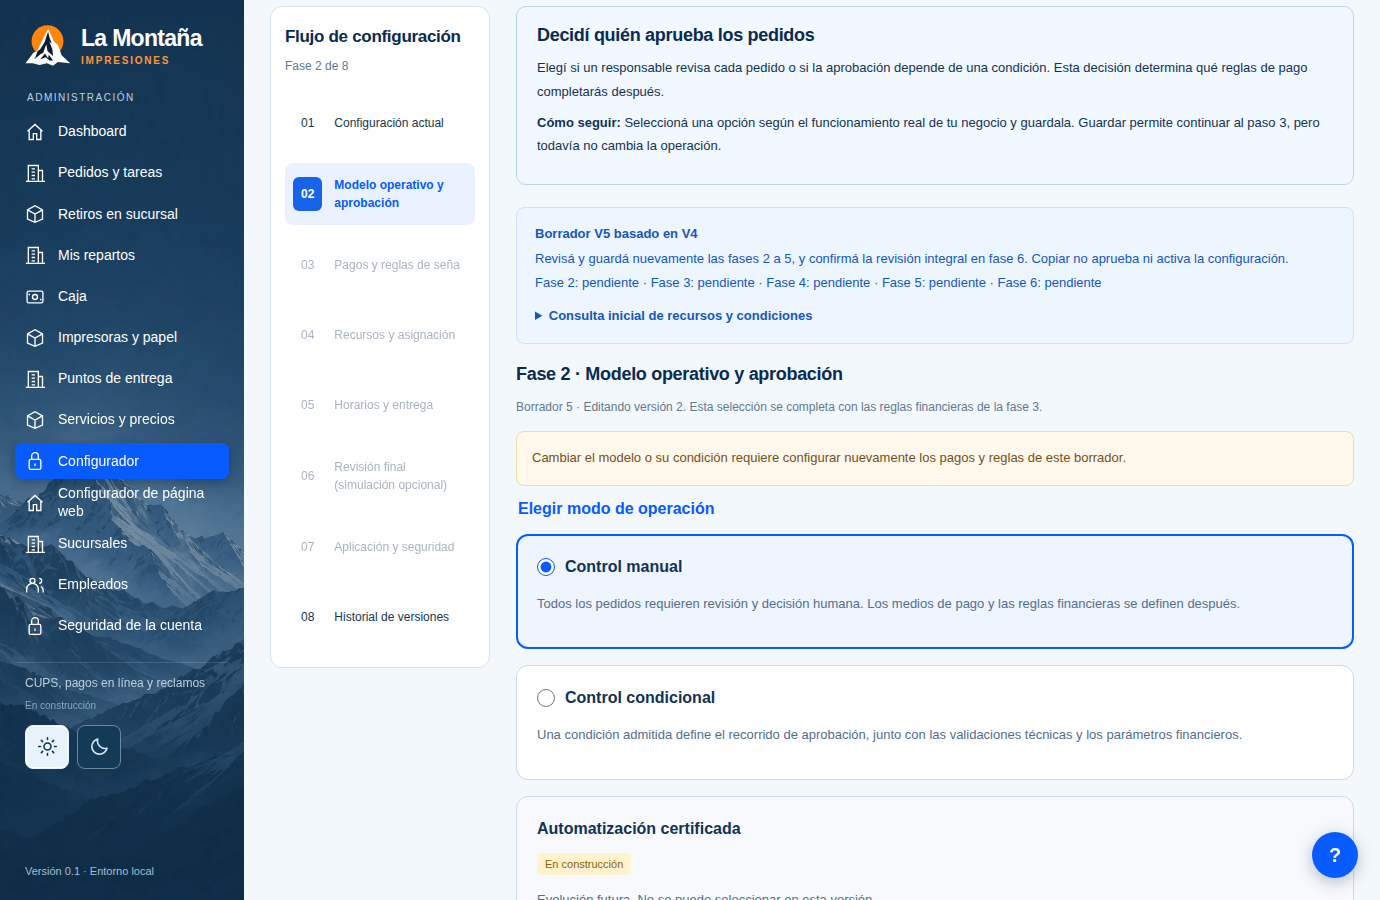 La Montaña
IMPRESIONES
ADMINISTRACIÓN
Dashboard
Pedidos y tareas
Retiros en sucursal
Mis repartos
Caja
Impresoras y papel
Puntos de entrega
Servicios y precios
Configurador
Configurador de página
web
Sucursales
Empleados
Seguridad de la cuenta
CUPS, pagos en línea y reclamos
En construcción
Versión 0.1 · Entorno local
Flujo de configuración
Fase 2 de 8
01 Configuración actual
02 Modelo operativo y
aprobación
03 Pagos y reglas de seña
04 Recursos y asignación
05 Horarios y entrega
06 Revisión final
(simulación opcional)
07 Aplicación y seguridad
08 Historial de versiones
Decidí quién aprueba los pedidos
Elegí si un responsable revisa cada pedido o si la aprobación depende de una condición. Esta decisión determina qué reglas de pago
completarás después.
Cómo seguir: Seleccioná una opción según el funcionamiento real de tu negocio y guardala. Guardar permite continuar al paso 3, pero
todavía no cambia la operación.
Borrador V5 basado en V4
Revisá y guardá nuevamente las fases 2 a 5, y confirmá la revisión integral en fase 6. Copiar no aprueba ni activa la configuración.
Fase 2: pendiente · Fase 3: pendiente · Fase 4: pendiente · Fase 5: pendiente · Fase 6: pendiente
Consulta inicial de recursos y condiciones
Fase 2 · Modelo operativo y aprobación
Borrador 5 · Editando versión 2. Esta selección se completa con las reglas financieras de la fase 3.
Cambiar el modelo o su condición requiere configurar nuevamente los pagos y reglas de este borrador.
Elegir modo de operación
Control manual
Todos los pedidos requieren revisión y decisión humana. Los medios de pago y las reglas financieras se definen después.
Control condicional
Una condición admitida define el recorrido de aprobación, junto con las validaciones técnicas y los parámetros financieros.
Automatización certificada
En construcción
Evolución futura. No se puede seleccionar en esta versión.
?